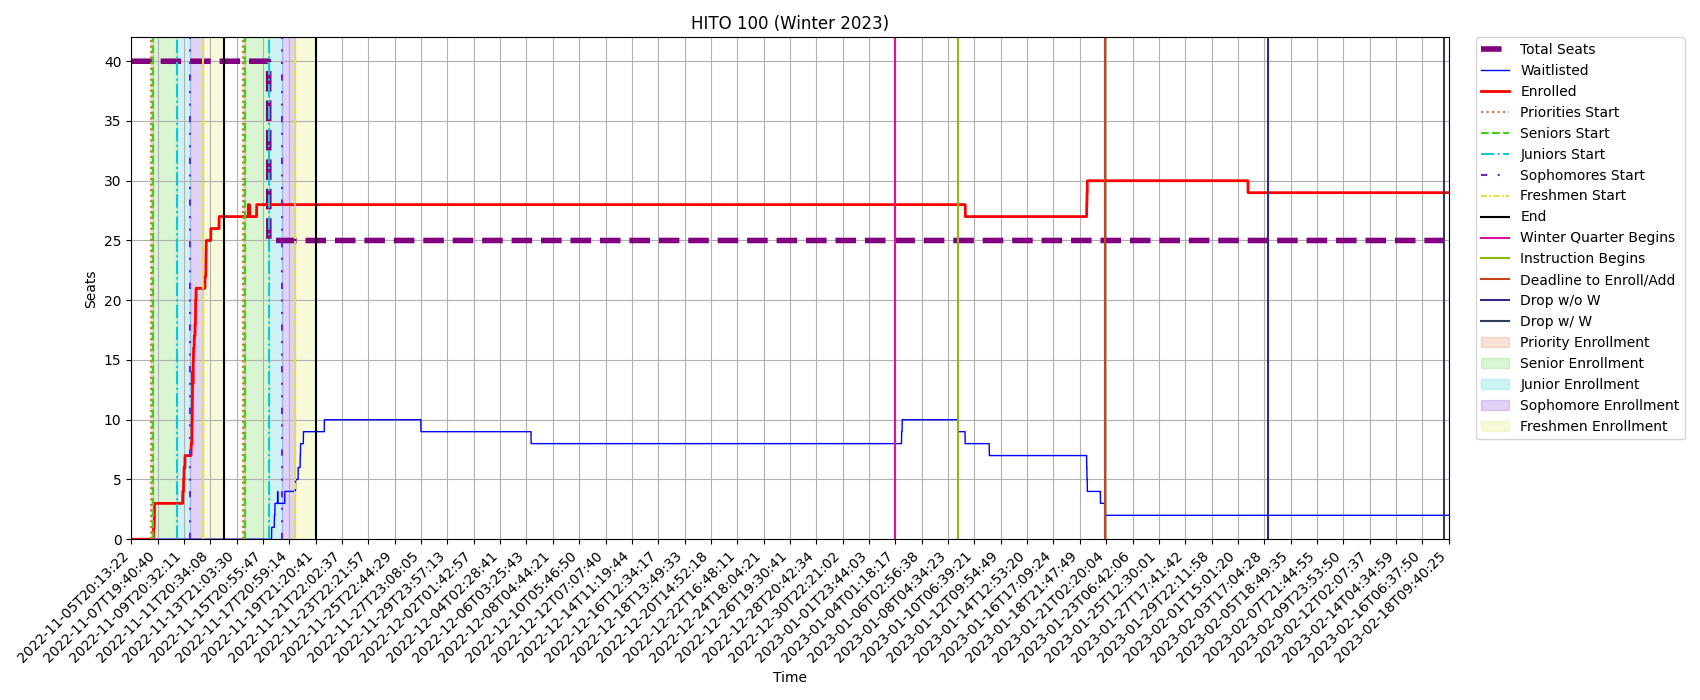 HITO 100 (Winter 2023)
Seats
40
35
30
25
20
15
10
5
0
2022-11-05T20:13:22
2022-11-07T19:40:40
2022-11-09T20:32:11
2022-11-11T20:34:08
2022-11-13T21:03:30
2022-11-15T20:55:47
2022-11-17T20:59:14
2022-11-19T21:20:41
2022-11-21T22:02:37
2022-11-23T22:21:57
2022-11-25T22:44:29
2022-11-27T23:08:05
2022-11-29T23:57:13
2022-12-02T01:42:57
2022-12-04T02:28:41
2022-12-06T03:25:43
2022-12-08T04:44:21
2022-12-10T05:46:50
2022-12-12T07:07:40
2022-12-14T11:19:44
2022-12-16T12:34:17
2022-12-18T13:49:33
2022-12-20T14:52:18
2022-12-22T16:48:11
2022-12-24T18:04:21
2022-12-26T19:30:41
2022-12-28T20:42:34
2022-12-30T22:21:02
2023-01-01T23:44:03
2023-01-04T01:18:17
2023-01-06T02:56:38
2023-01-08T04:34:23
2023-01-10T06:39:21
2023-01-12T09:54:49
2023-01-14T12:53:20
2023-01-16T17:09:24
2023-01-18T21:47:49
2023-01-21T02:20:04
2023-01-23T06:42:06
2023-01-25T12:30:01
2023-01-27T17:41:42
2023-01-29T22:11:58
2023-02-01T15:01:20
2023-02-03T17:04:28
2023-02-05T18:49:35
2023-02-07T21:44:55
2023-02-09T23:53:50
2023-02-12T02:07:37
2023-02-14T04:34:59
2023-02-16T06:37:50
2023-02-18T09:40:25
Time
Total Seats
Waitlisted
Enrolled
Priorities Start
Seniors Start
Juniors Start
Sophomores Start
Freshmen Start
End
Winter Quarter Begins
Instruction Begins
Deadline to Enroll/Add
Drop w/o W
Drop w/ W
Priority Enrollment
Senior Enrollment
Junior Enrollment
Sophomore Enrollment
Freshmen Enrollment